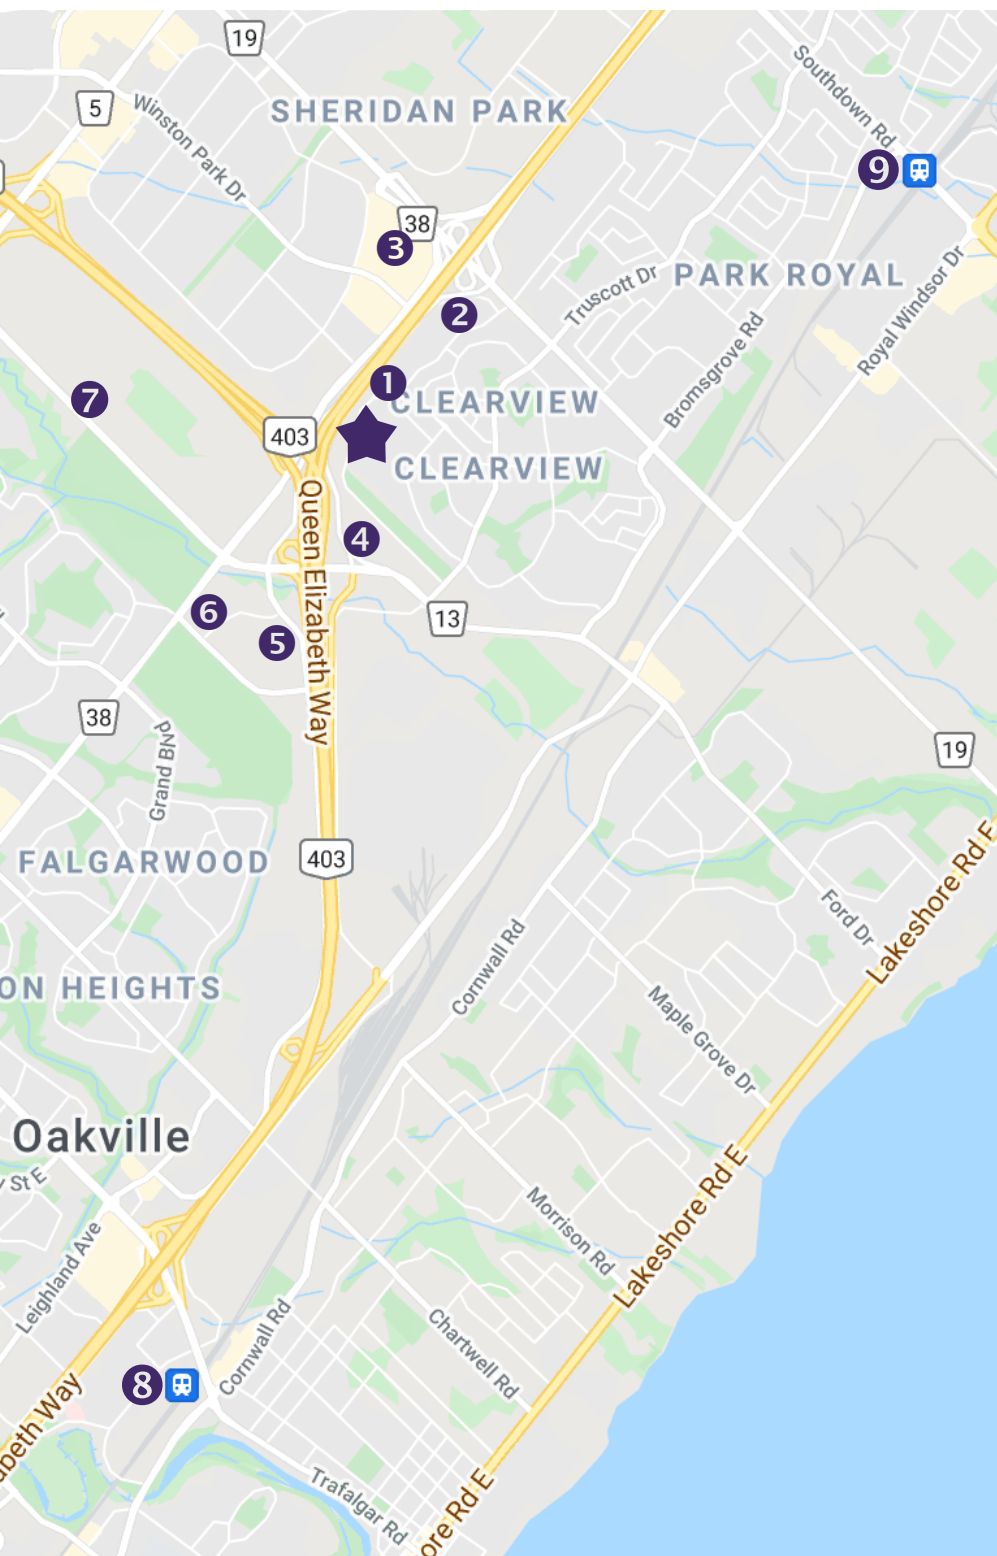 19
5
Winston Park Dr
SHERIDAN PARK
Southdown Rd
9
38
3
PARK ROYAL
Truscott Dr
Royal Windsor Dr
2
Bromsgrove Rd
1
CLEARVIEW
7
403
CLEARVIEW
Queen Elizabeth Way
4
6
13
5
38
Grand Blvd
19
FALGARWOOD
403
Lakeshore Rd E
Ford Dr
Cornwall Rd
ON HEIGHTS
Maple Grove Dr
Oakville
St E
Lakeshore Rd E
Morrison Rd
Leighland Ave
Cornwall Rd
Chartwell Rd
8
abeth Way
Trafalgar Rd
ore Rd E